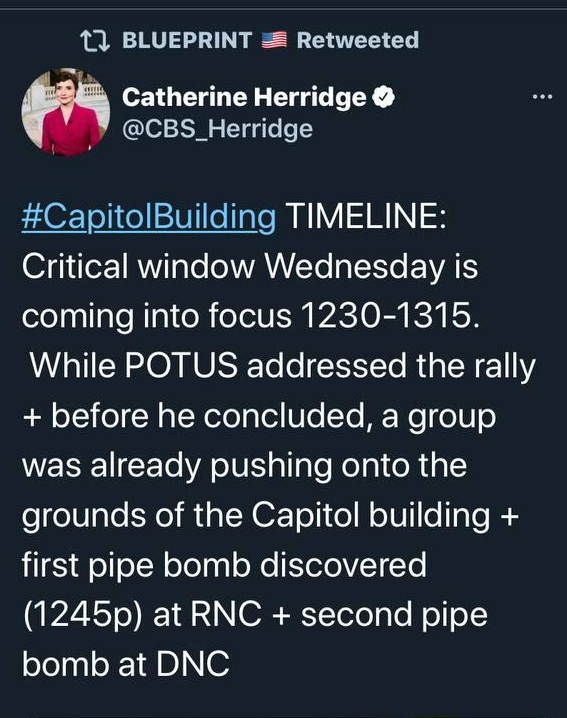 BLUEPRINT 🇺🇸 Retweeted
Catherine Herridge
@CBS_Herridge
#CapitolBuilding TIMELINE:
Critical window Wednesday is
coming into focus 1230-1315.
While POTUS addressed the rally
+ before he concluded, a group
was already pushing onto the
grounds of the Capitol building +
first pipe bomb discovered
(1245p) at RNC + second pipe
bomb at DNC